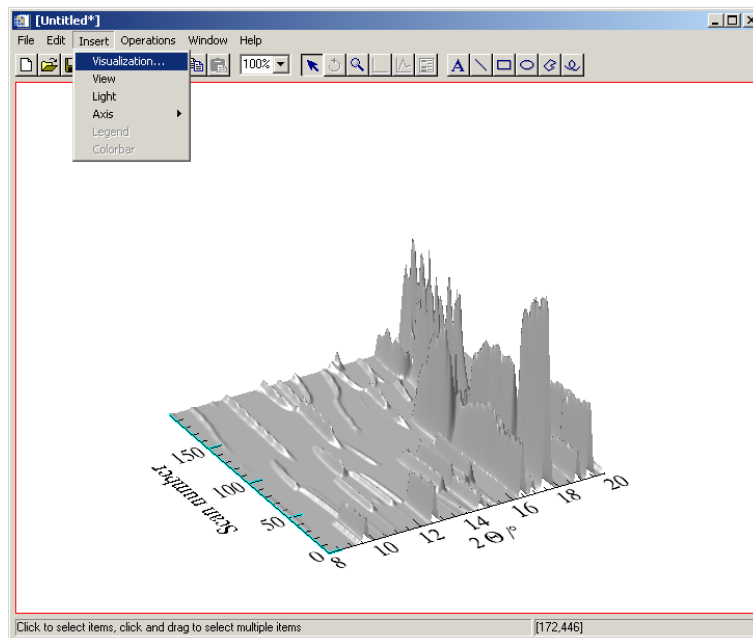 [Untitled*]
File Edit Insert Operations Window Help
Visualization...
100%
A
View
Light
Axis
Legend
Colorbar
150
100
50
0
Scan number
8
10
12
14
16
18
20
2Θ /°
Click to select items, click and drag to select multiple items
[172,446]